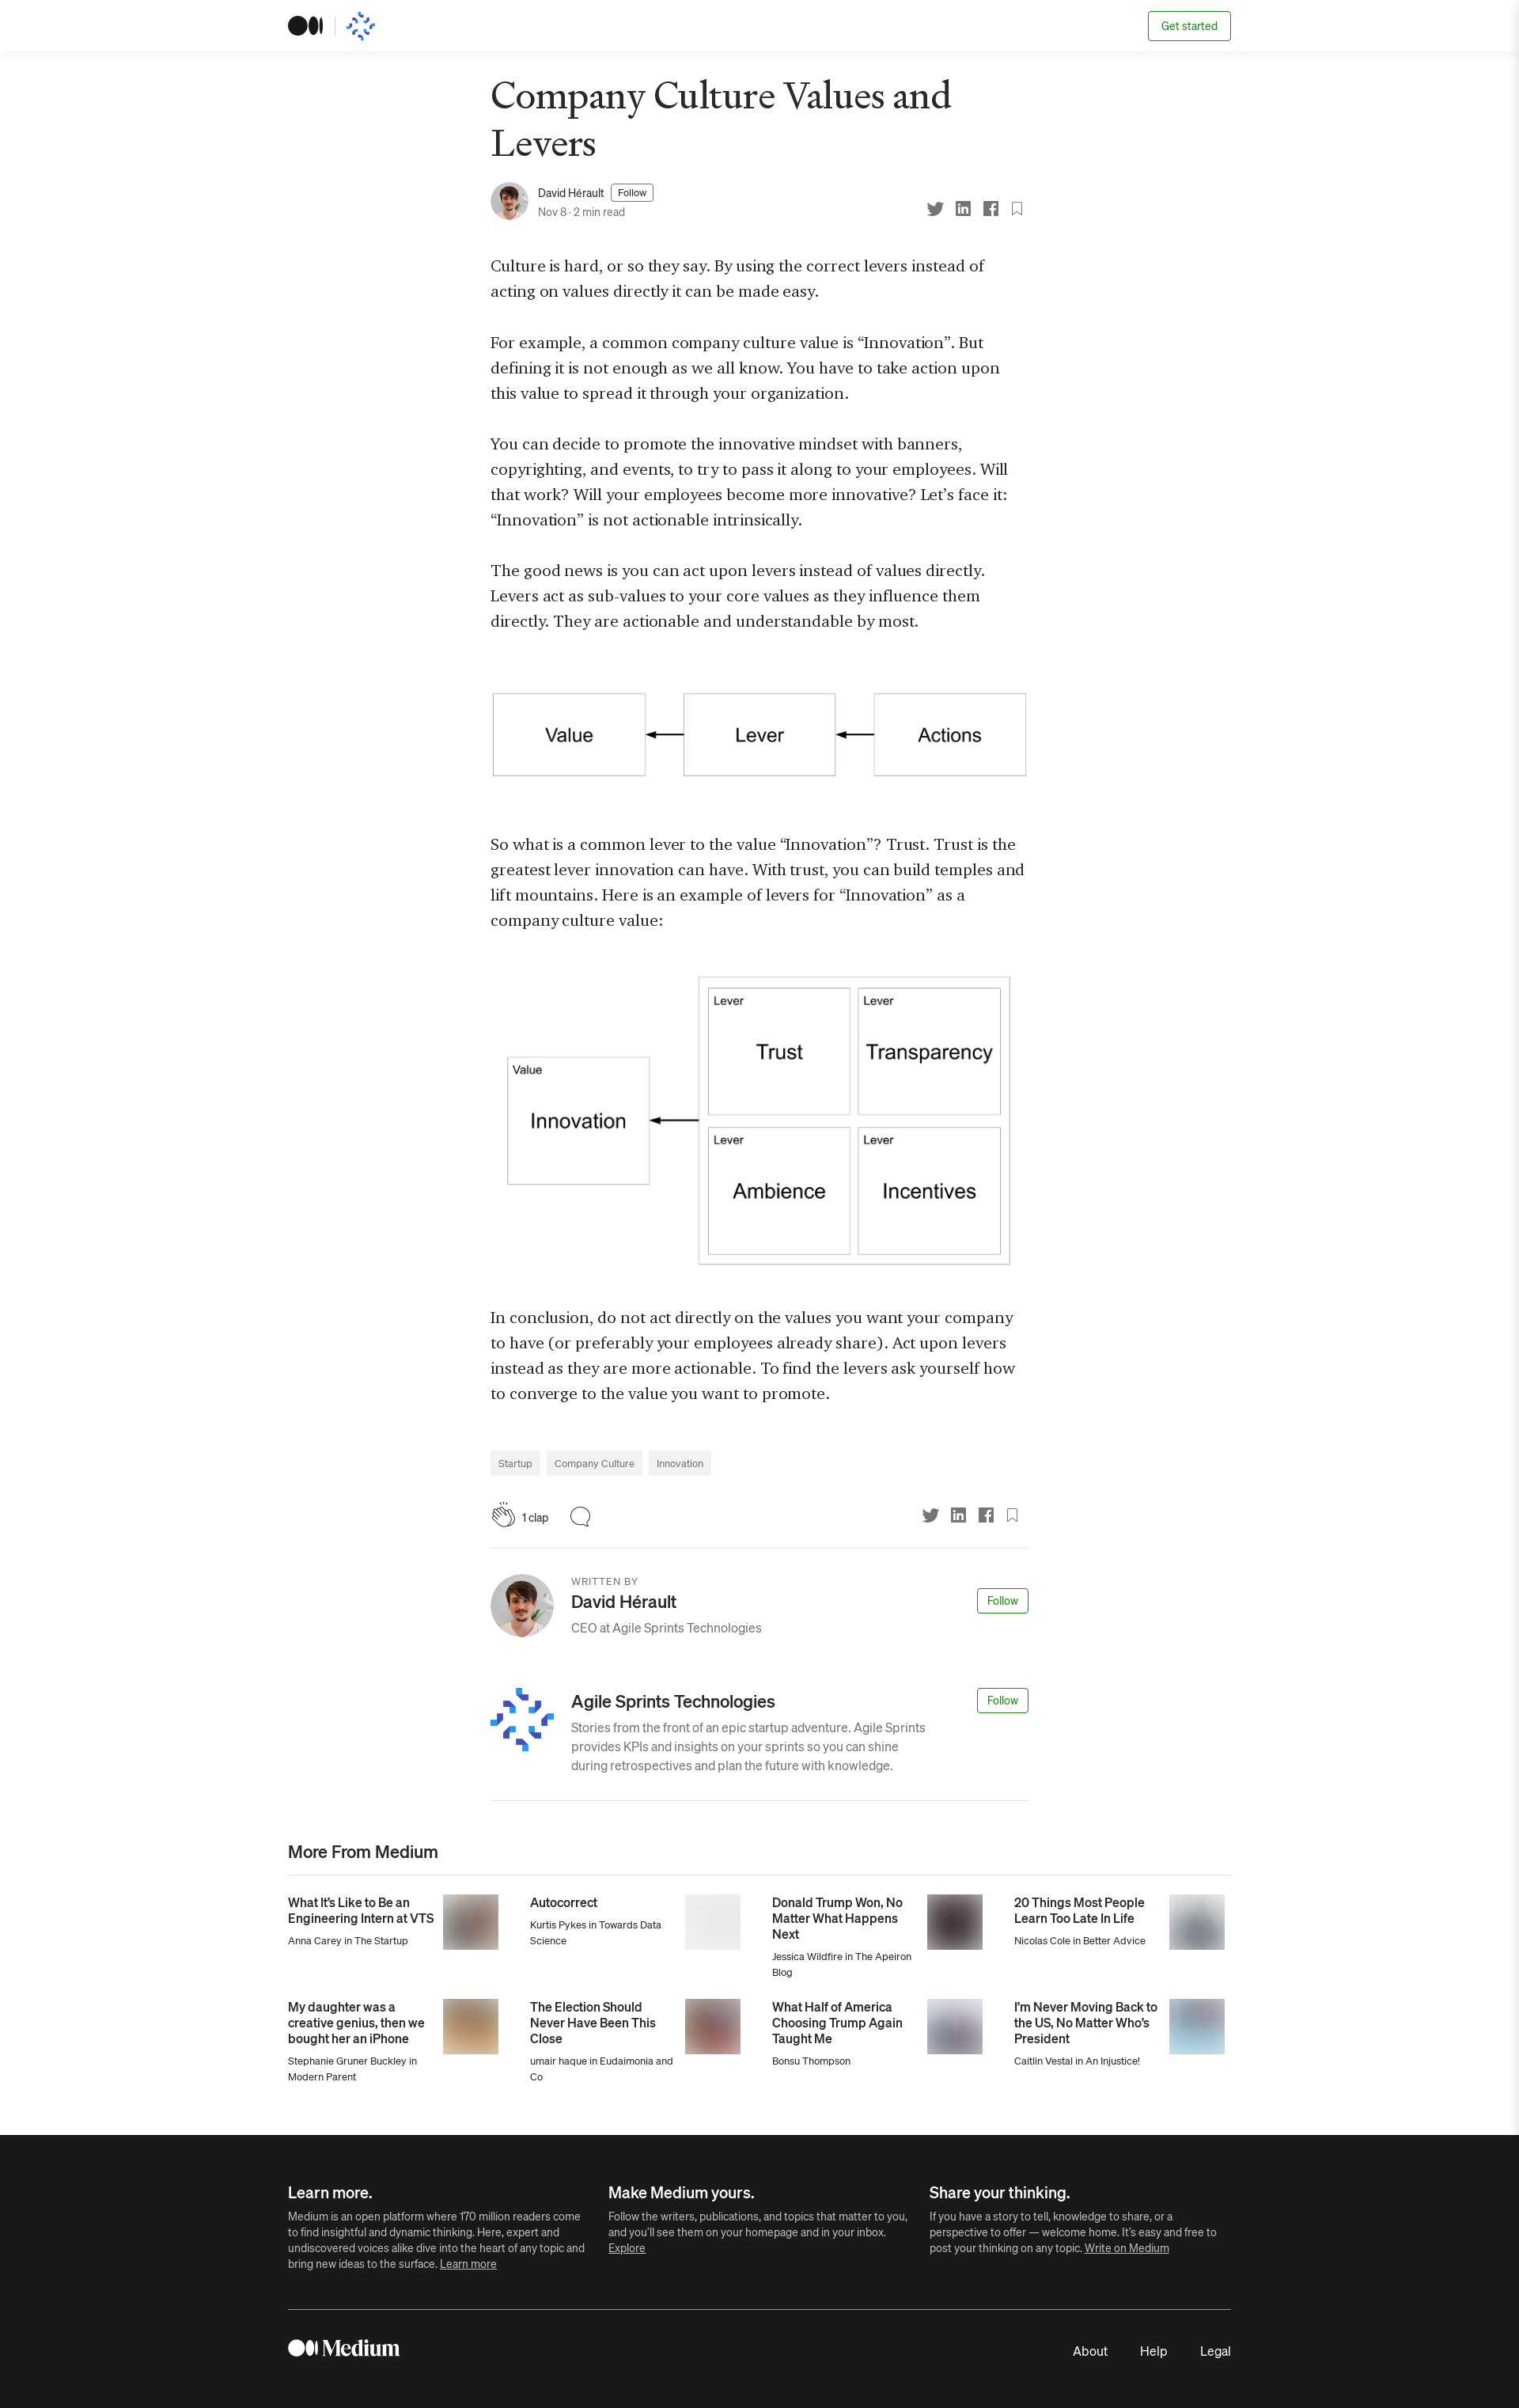 Get started
Company Culture Values and
Levers
David Hérault Follow
Nov 8 · 2 min read
Culture is hard, or so they say. By using the correct levers instead of
acting on values directly it can be made easy.
For example, a common company culture value is “Innovation”. But
defining it is not enough as we all know. You have to take action upon
this value to spread it through your organization.
You can decide to promote the innovative mindset with banners,
copyrighting, and events, to try to pass it along to your employees. Will
that work? Will your employees become more innovative? Let’s face it:
“Innovation” is not actionable intrinsically.
The good news is you can act upon levers instead of values directly.
Levers act as sub-values to your core values as they influence them
directly. They are actionable and understandable by most.
Value Lever Actions
So what is a common lever to the value “Innovation”? Trust. Trust is the
greatest lever innovation can have. With trust, you can build temples and
lift mountains. Here is an example of levers for “Innovation” as a
company culture value:
Value
Innovation
Lever
Trust
Lever
Transparency
Lever
Ambience
Lever
Incentives
In conclusion, do not act directly on the values you want your company
to have (or preferably your employees already share). Act upon levers
instead as they are more actionable. To find the levers ask yourself how
to converge to the value you want to promote.
Startup Company Culture Innovation
1 clap
WRITTEN BY
David Hérault
CEO at Agile Sprints Technologies
Follow
Agile Sprints Technologies
Stories from the front of an epic startup adventure. Agile Sprints
provides KPIs and insights on your sprints so you can shine
during retrospectives and plan the future with knowledge.
Follow
More From Medium
What It’s Like to Be an
Engineering Intern at VTS
Anna Carey in The Startup
Autocorrect
Kurtis Pykes in Towards Data
Science
Donald Trump Won, No
Matter What Happens
Next
Jessica Wildfire in The Apeiron
Blog
20 Things Most People
Learn Too Late In Life
Nicolas Cole in Better Advice
My daughter was a
creative genius, then we
bought her an iPhone
Stephanie Gruner Buckley in
Modern Parent
The Election Should
Never Have Been This
Close
umair haque in Eudaimonia and
Co
What Half of America
Choosing Trump Again
Taught Me
Bonsu Thompson
I’m Never Moving Back to
the US, No Matter Who’s
President
Caitlin Vestal in An Injustice!
Learn more.
Medium is an open platform where 170 million readers come
to find insightful and dynamic thinking. Here, expert and
undiscovered voices alike dive into the heart of any topic and
bring new ideas to the surface. Learn more
Make Medium yours.
Follow the writers, publications, and topics that matter to you,
and you’ll see them on your homepage and in your inbox.
Explore
Share your thinking.
If you have a story to tell, knowledge to share, or a
perspective to offer — welcome home. It’s easy and free to
post your thinking on any topic. Write on Medium
Medium
About Help Legal